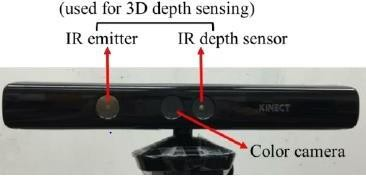 (used for 3D depth sensing)
IR emitter IR depth sensor
KINECT
Color camera